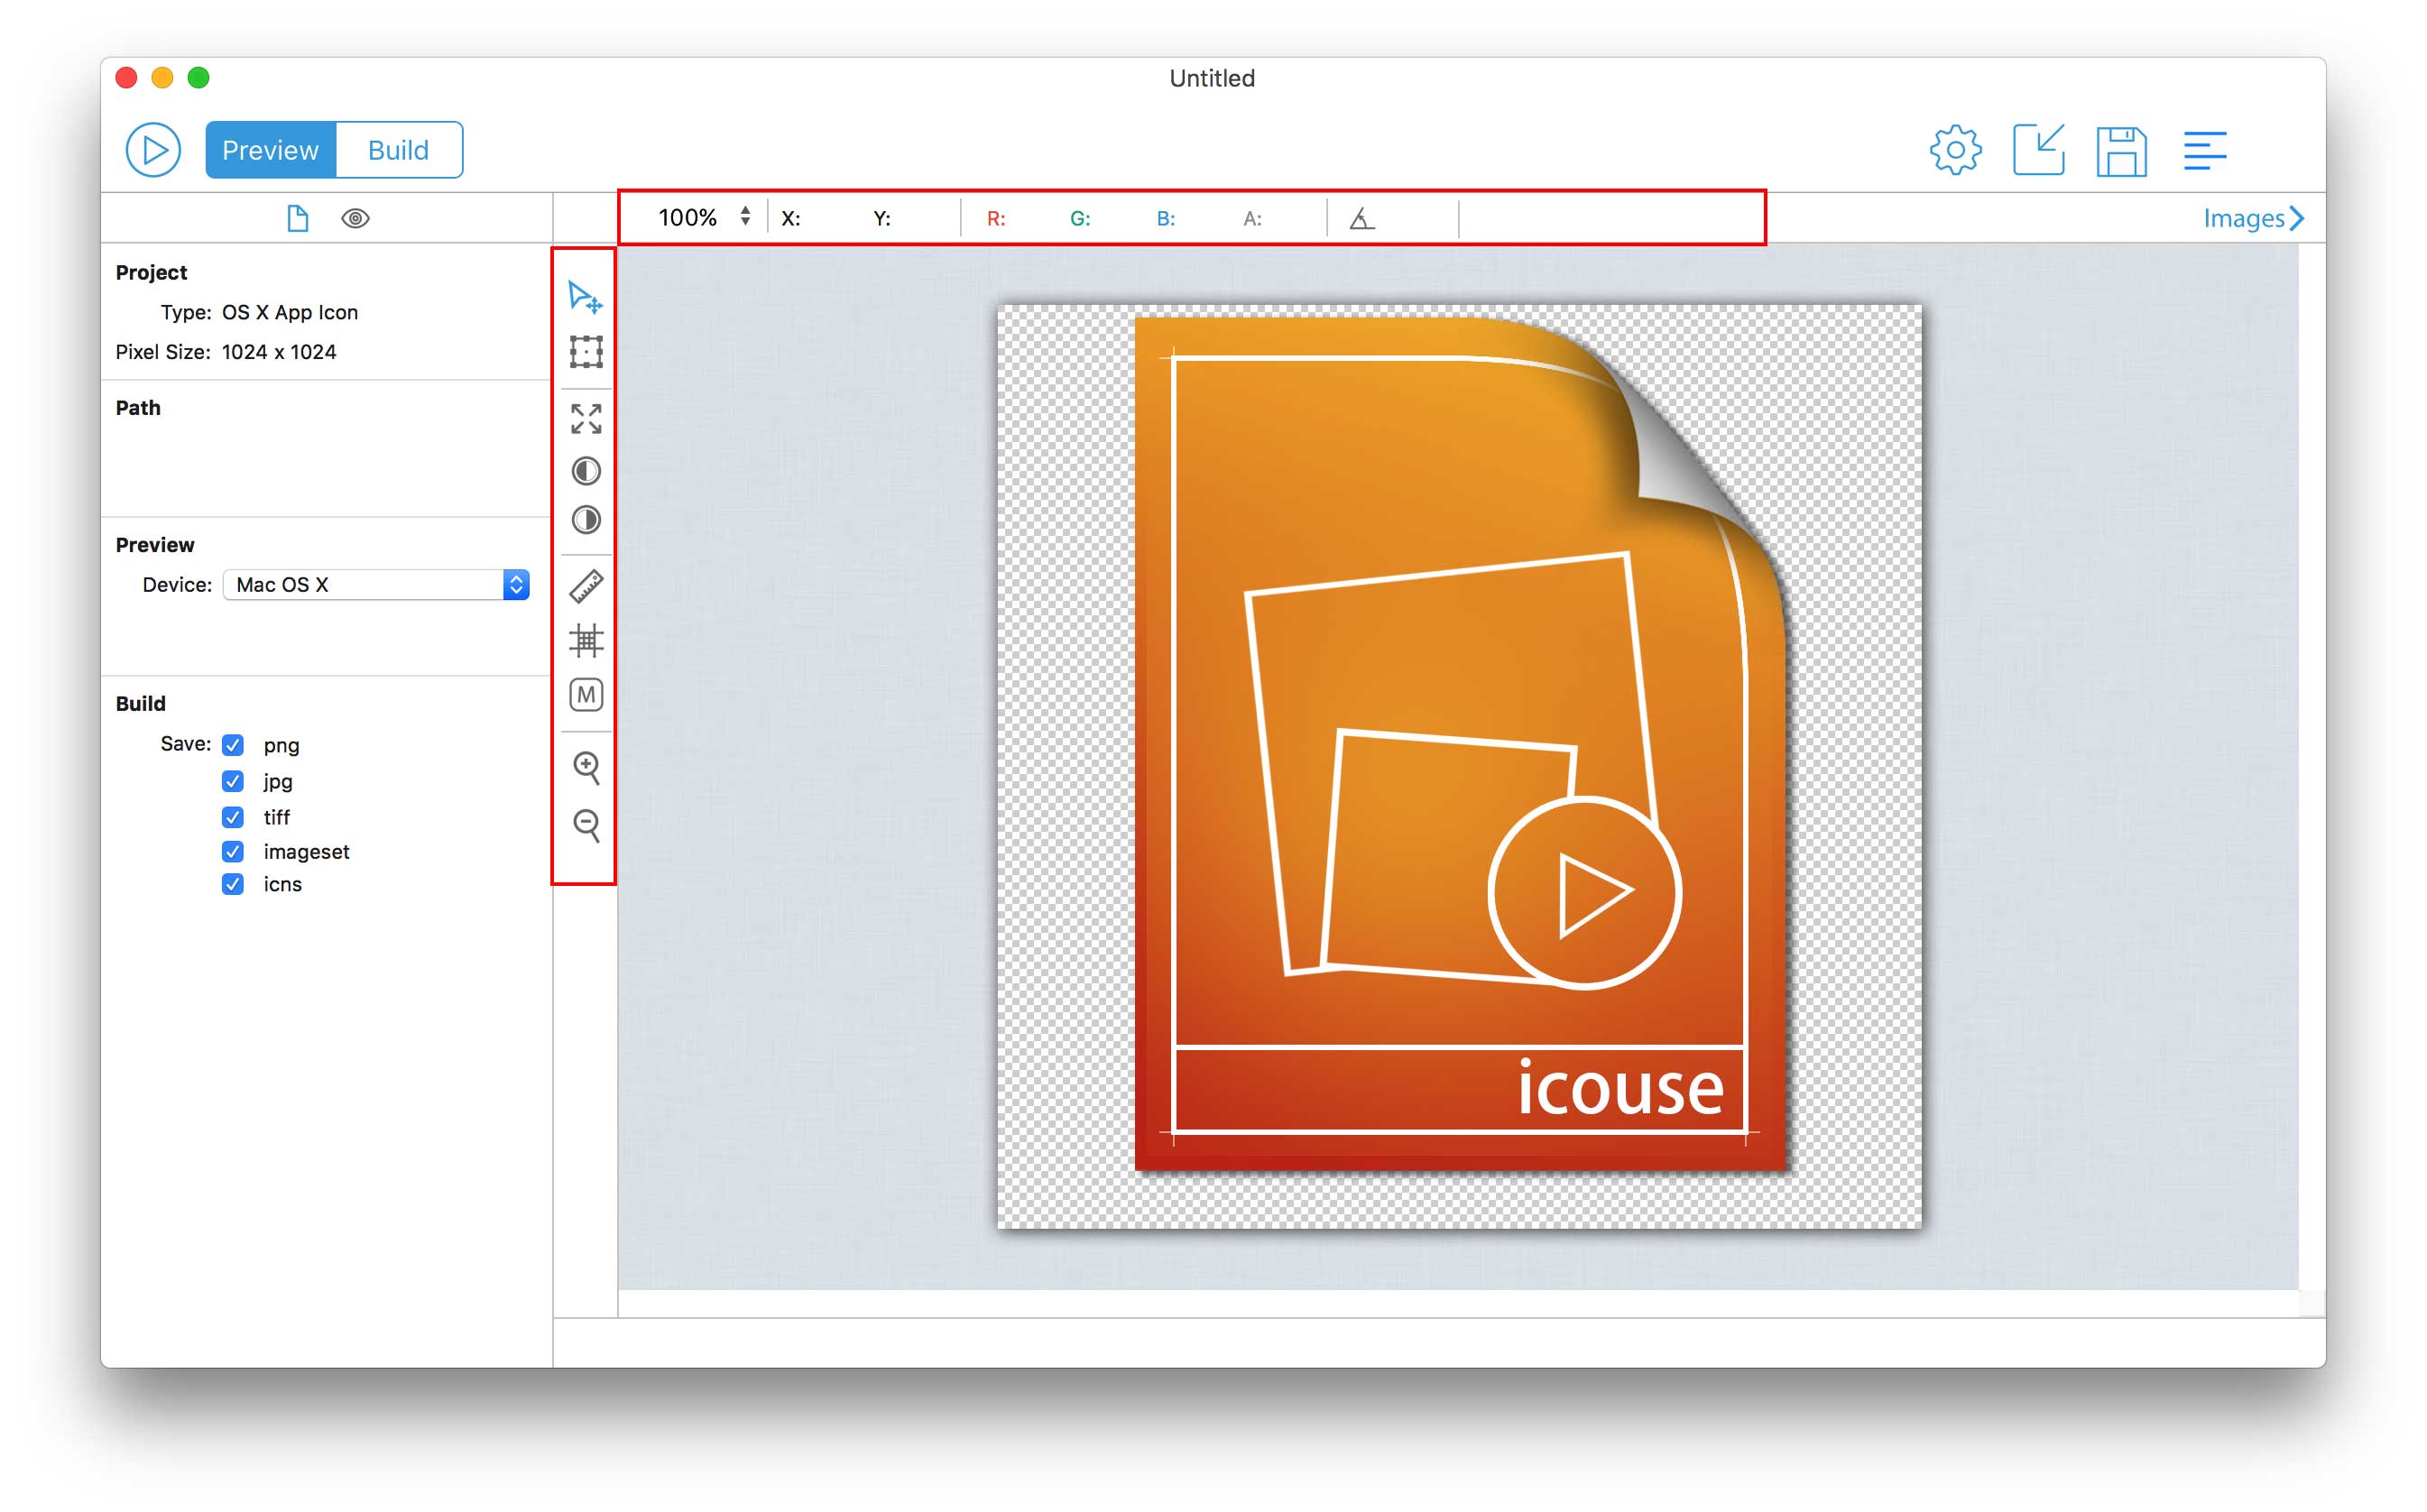 Untitled
Preview Build
100% X: Y: R: G: B: A: Images
Project
Type: OS X App Icon
Pixel Size: 1024 x 1024
Path
Preview
Device: Mac OS X
Build
Save: png
jpg
tiff
imageset
icns
M
icouse